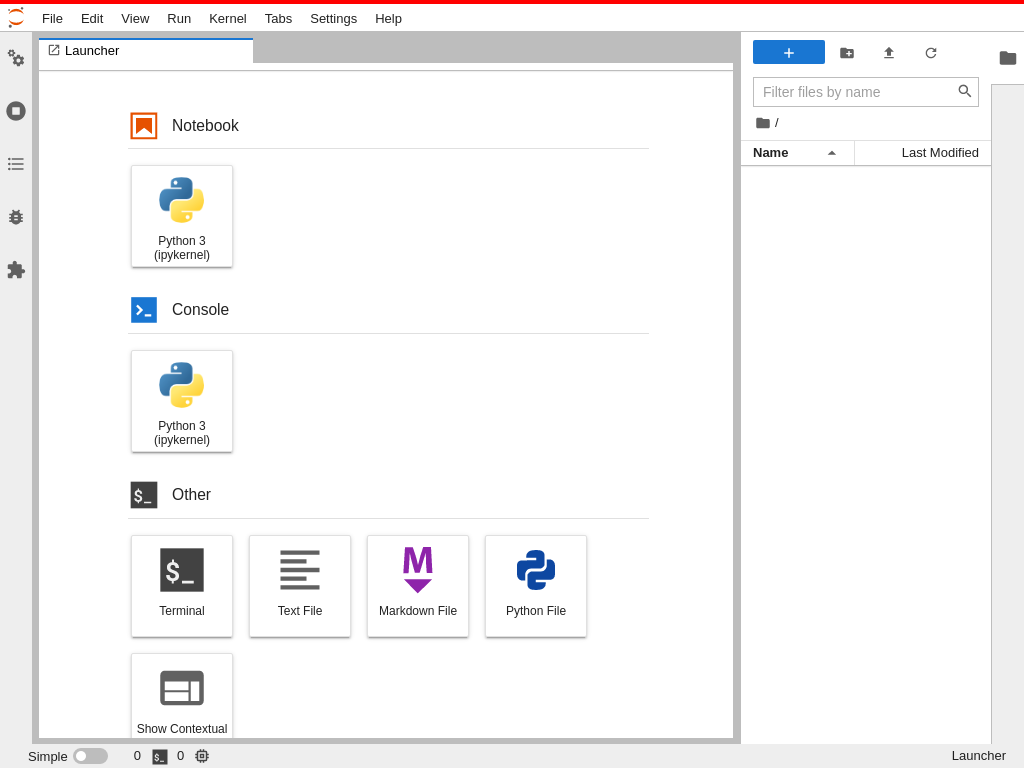 File Edit View Run Kernel Tabs Settings Help
Launcher
Filter files by name
/
Name Last Modified
Notebook
Python 3
(ipykernel)
Console
Python 3
(ipykernel)
$_ Other
$_
Terminal
Text File
M
Markdown File
Python File
Show Contextual
Simple 0 $_ 0 Launcher